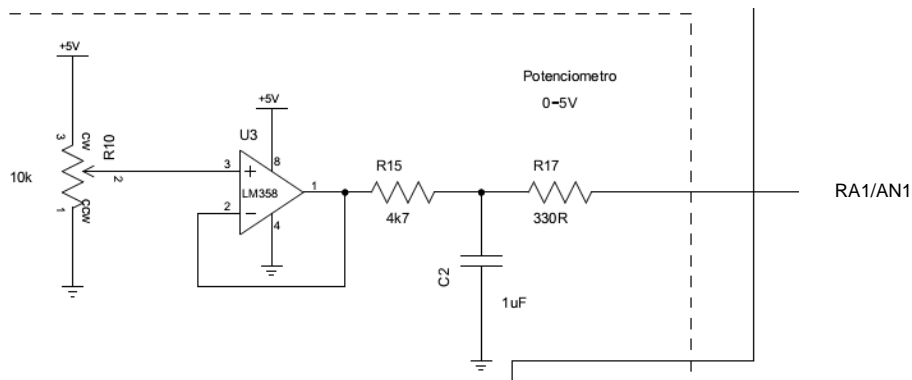 +5V
3
CW
R10
10k
2
1
CCW
+5V
U3
3
8
LM358
1
2
4
R15
4k7
Potenciometro
0-5V
R17
330R
RA1/AN1
C2
1uF